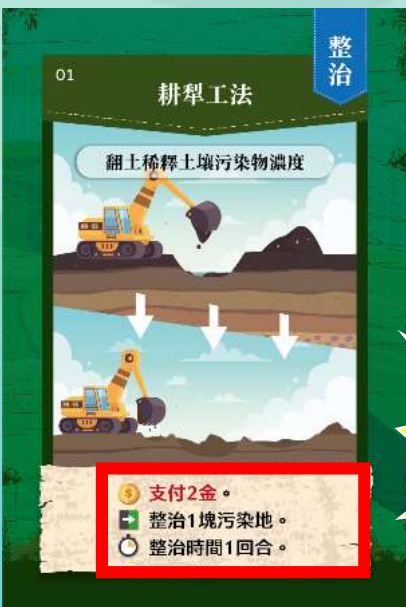 整治
01
耕犁工法
翻土稀釋土壤污染物濃度
支付2金。
整治1塊污染地。
整治時間1回合。